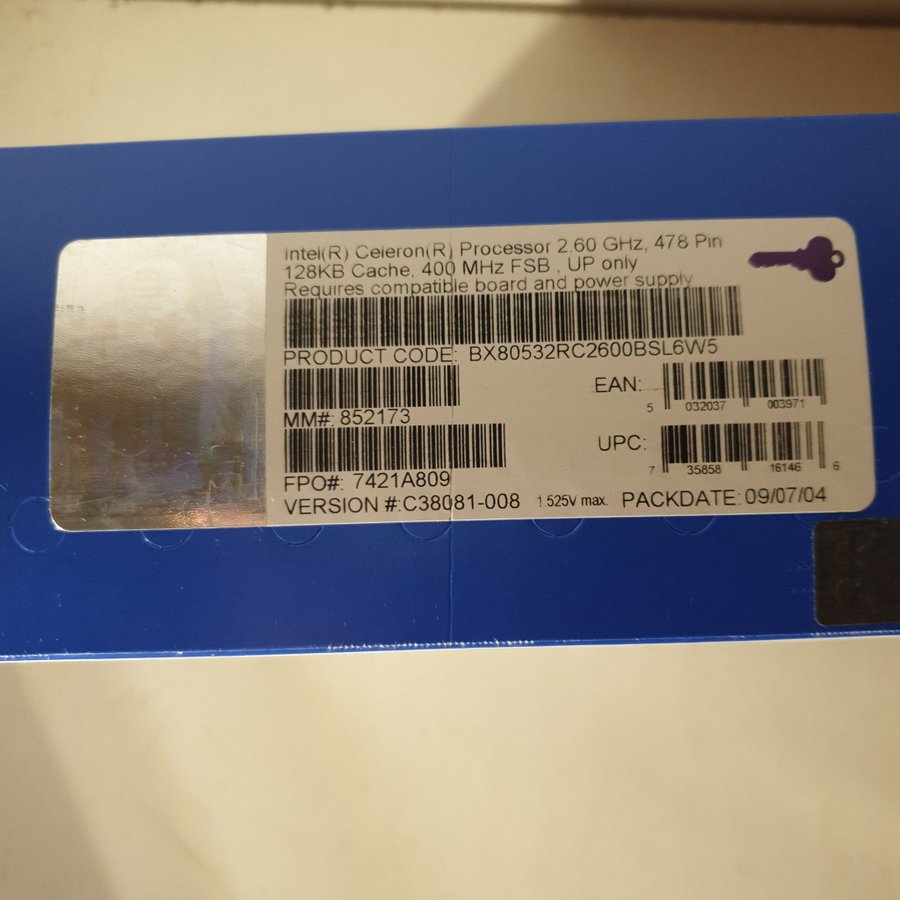 Intel(R) Celeron(R) Processor 2.60 GHz, 478 Pin
128KB Cache, 400 MHz FSB , UP only
Requires compatible board and power supply
PRODUCT CODE: BX80532RC2600BSL6W5
MM#: 852173
EAN:
5 032037 003971
FPO#: 7421A809
UPC:
7 35858 16146 6
VERSION #:C38081-008 1.525V max. PACKDATE: 09/07/04